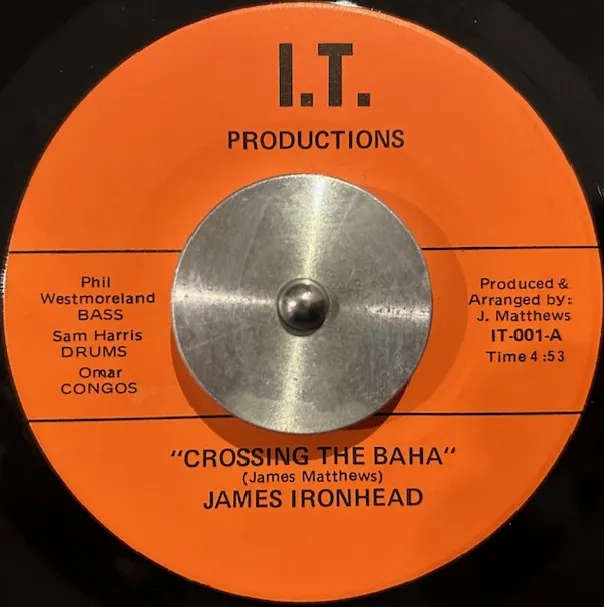 I.T.
PRODUCTIONS
Phil
Westmoreland
BASS
Sam Harris
DRUMS
Omar
CONGOS
Produced &
Arranged by:
J. Matthews
IT-001-A
Time 4:53
"CROSSING THE BAHA"
(James Matthews)
JAMES IRONHEAD